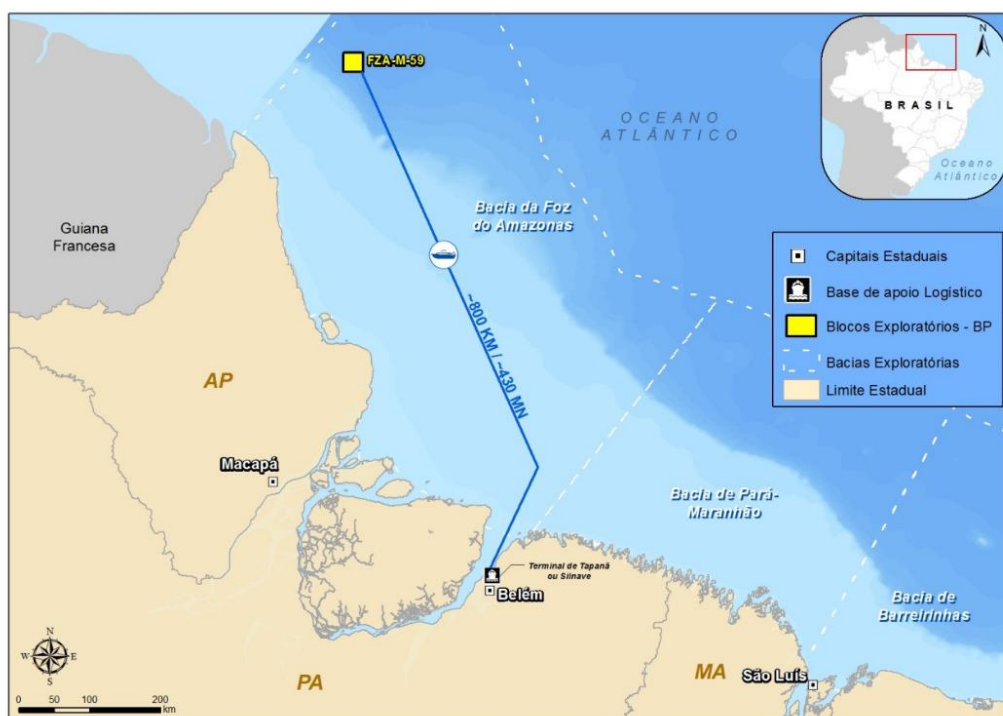 FZA-M-59
OCEANO
ATLÂNTICO
N
BRASIL
Oceano
Atlântico
Guiana
Francesa
Bacia da Foz
do Amazonas
Capitais Estaduais
Base de apoio Logístico
Blocos Exploratórios - BP
Bacias Exploratórias
Limite Estadual
~800 KM / ~430 MN
AP
Macapá
Bacia de Pará-
Maranhão
Terminal de Tapanã
ou Siinave
Belém
Bacia de
Barreirinhas
N
W
E
S
PA
MA
São Luís
0 50 100 200
km